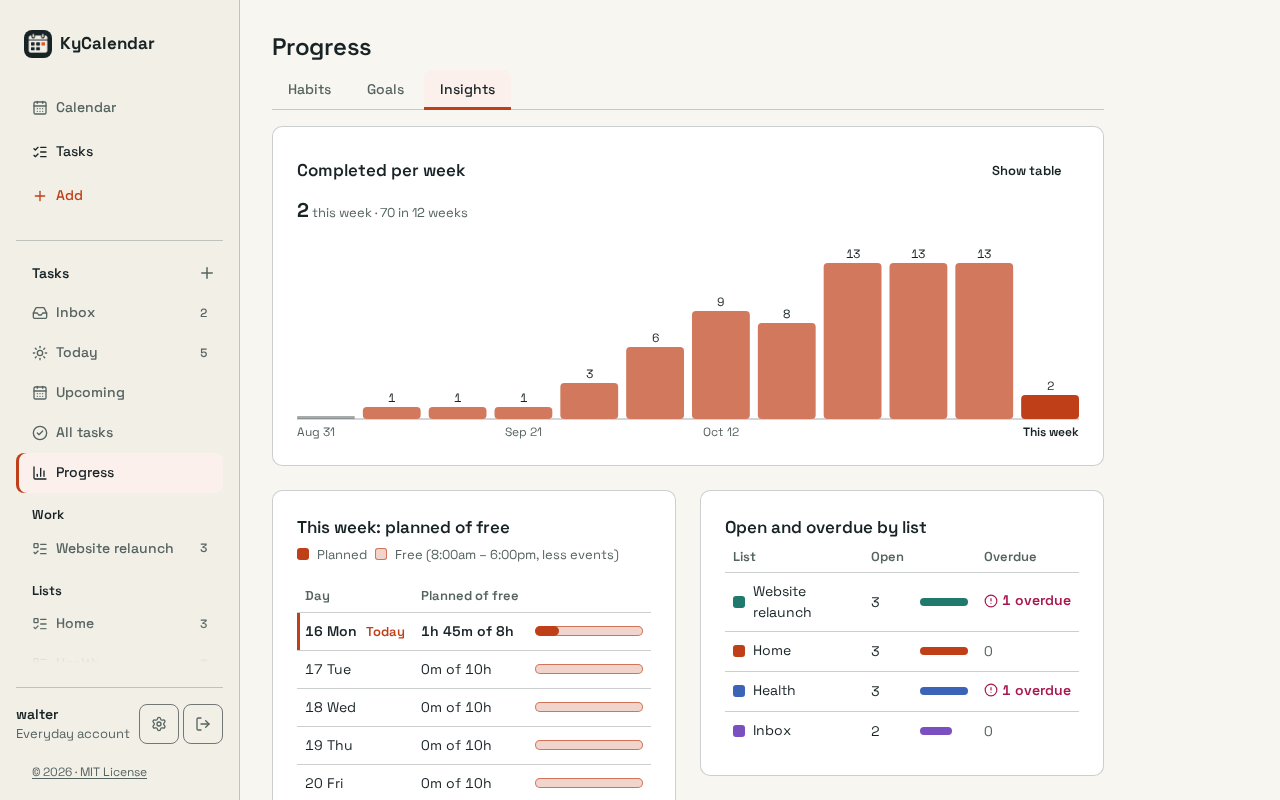 KyCalendar
Calendar
Tasks
Add
Tasks
Inbox 2
Today 5
Upcoming
All tasks
Progress
Work
Website relaunch 3
Lists
Home 3
walter
Everyday account
© 2026 · MIT License
Progress
Habits Goals Insights
Completed per week Show table
2 this week · 70 in 12 weeks
1 1 1 3 6 9 8 13 13 13 2
Aug 31 Sep 21 Oct 12 This week
This week: planned of free
Planned Free (8:00am – 6:00pm, less events)
Day Planned of free
16 Mon Today 1h 45m of 8h
17 Tue 0m of 10h
18 Wed 0m of 10h
19 Thu 0m of 10h
20 Fri 0m of 10h
Open and overdue by list
List Open Overdue
Website
relaunch 3 1 overdue
Home 3 0
Health 3 1 overdue
Inbox 2 0